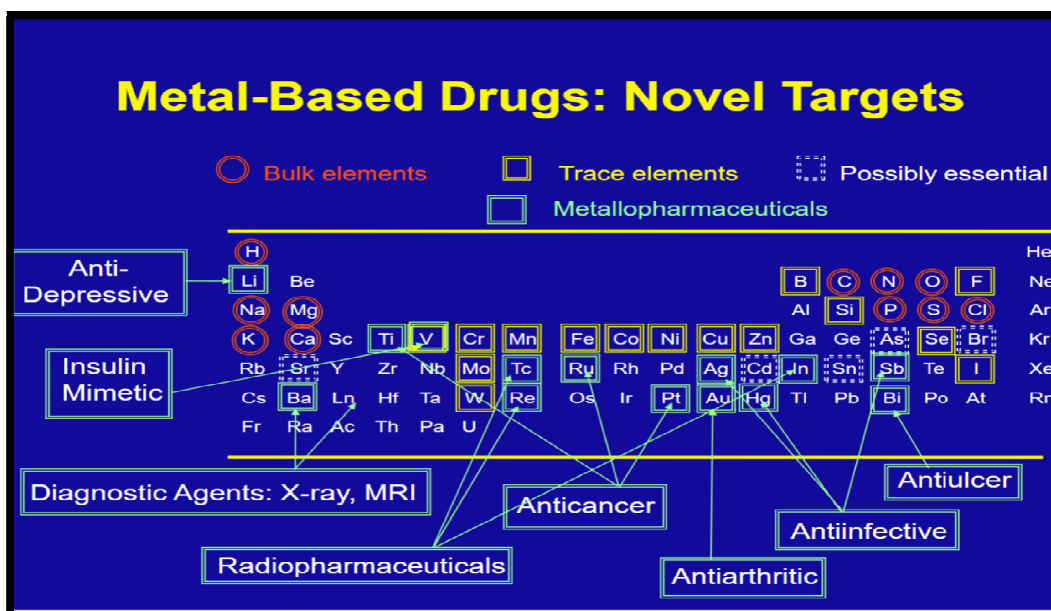 Metal-Based Drugs: Novel Targets
Bulk elements Trace elements Possibly essential
Metallopharmaceuticals
H He
Anti-
Depressive
Li Be B C N O F Ne
Na Mg Al Si P S Cl Ar
K Ca Sc Ti V Cr Mn Fe Co Ni Cu Zn Ga Ge As Se Br Kr
Insulin
Mimetic
Rb Sr Y Zr Nb Mo Tc Ru Rh Pd Ag Cd In Sn Sb Te I Xe
Cs Ba Ln Hf Ta W Re Os Ir Pt Au Hg Tl Pb Bi Po At Rn
Fr Ra Ac Th Pa U
Diagnostic Agents: X-ray, MRI
Anticancer
Antiulcer
Antiinfective
Radiopharmaceuticals
Antiarthritic